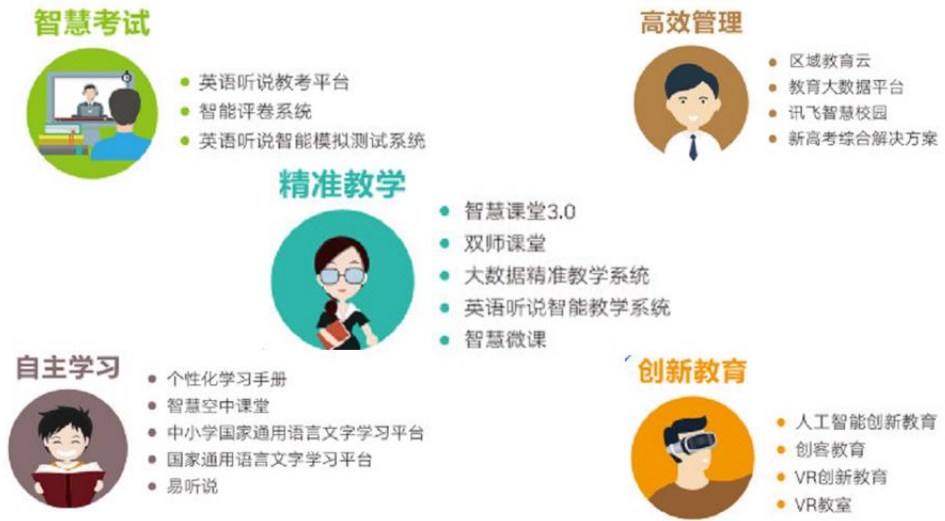 智慧考试
英语听说教考平台
智能评卷系统
英语听说智能模拟测试系统
高效管理
区域教育云
教育大数据平台
讯飞智慧校园
新高考综合解决方案
精准教学
智慧课堂3.0
双师课堂
大数据精准教学系统
英语听说智能教学系统
智慧微课
自主学习
个性化学习手册
智慧空中课堂
中小学国家通用语言文字学习平台
国家通用语言文字学习平台
易听说
创新教育
人工智能创新教育
创客教育
VR创新教育
VR教室